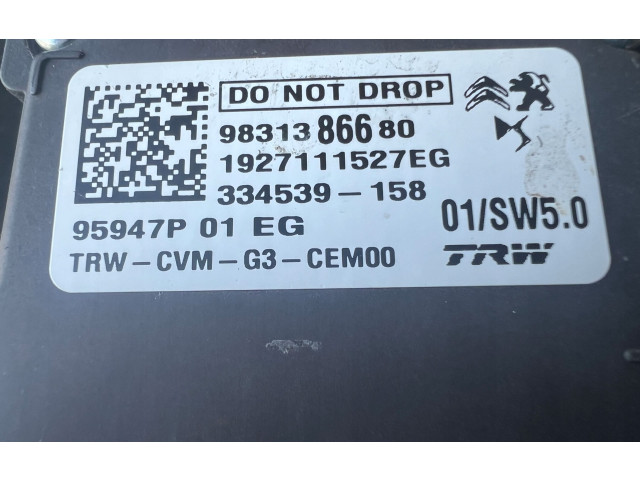 DO NOT DROP
98313 866 80
1927111527EG
334539-158
95947P 01 EG
01/SW5.0
TRW-CVM-G3-CEM00
TRW